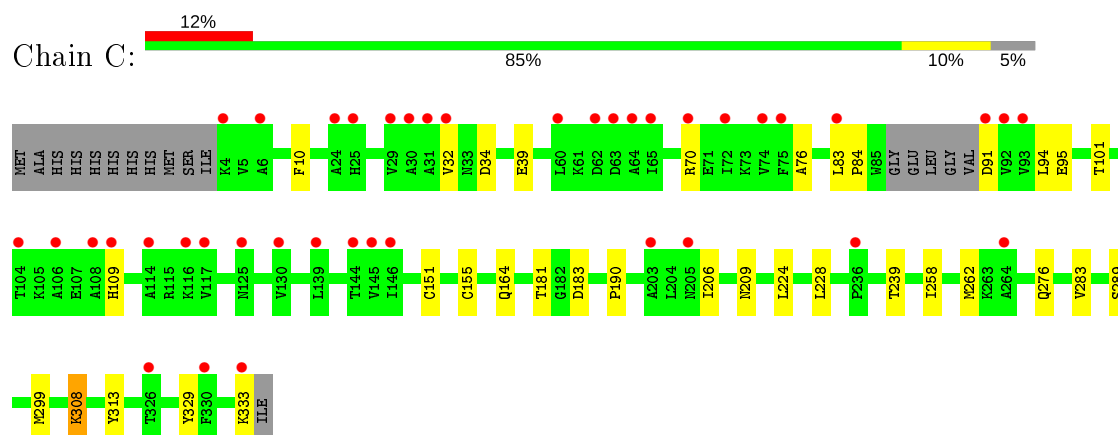 12%
Chain C:
85% 10% 5%
MET ALA HIS HIS HIS HIS HIS HIS MET SER ILE K4 V5 A6 F10 A24 H25 V29 A30 A31 V32 N33 D34 E39 L60 K61 D62 D63 A64 I65 R70 E71 I72 K73 V74 F75 A76 L83 P84 W85 GLY GLU LEU GLY VAL D91 V92 V93 L94 E95 T101
T104 K105 A106 E107 A108 H109 A114 R115 K116 V117 N125 V130 L139 T144 V145 I146 C151 C155 Q164 T181 G182 D183 P190 A203 L204 N205 I206 N209 L224 L228 P236 T239 I258 M262 K263 A264 Q276 V283 S289
M299 K308 Y313 T326 Y329 F330 K333 ILE